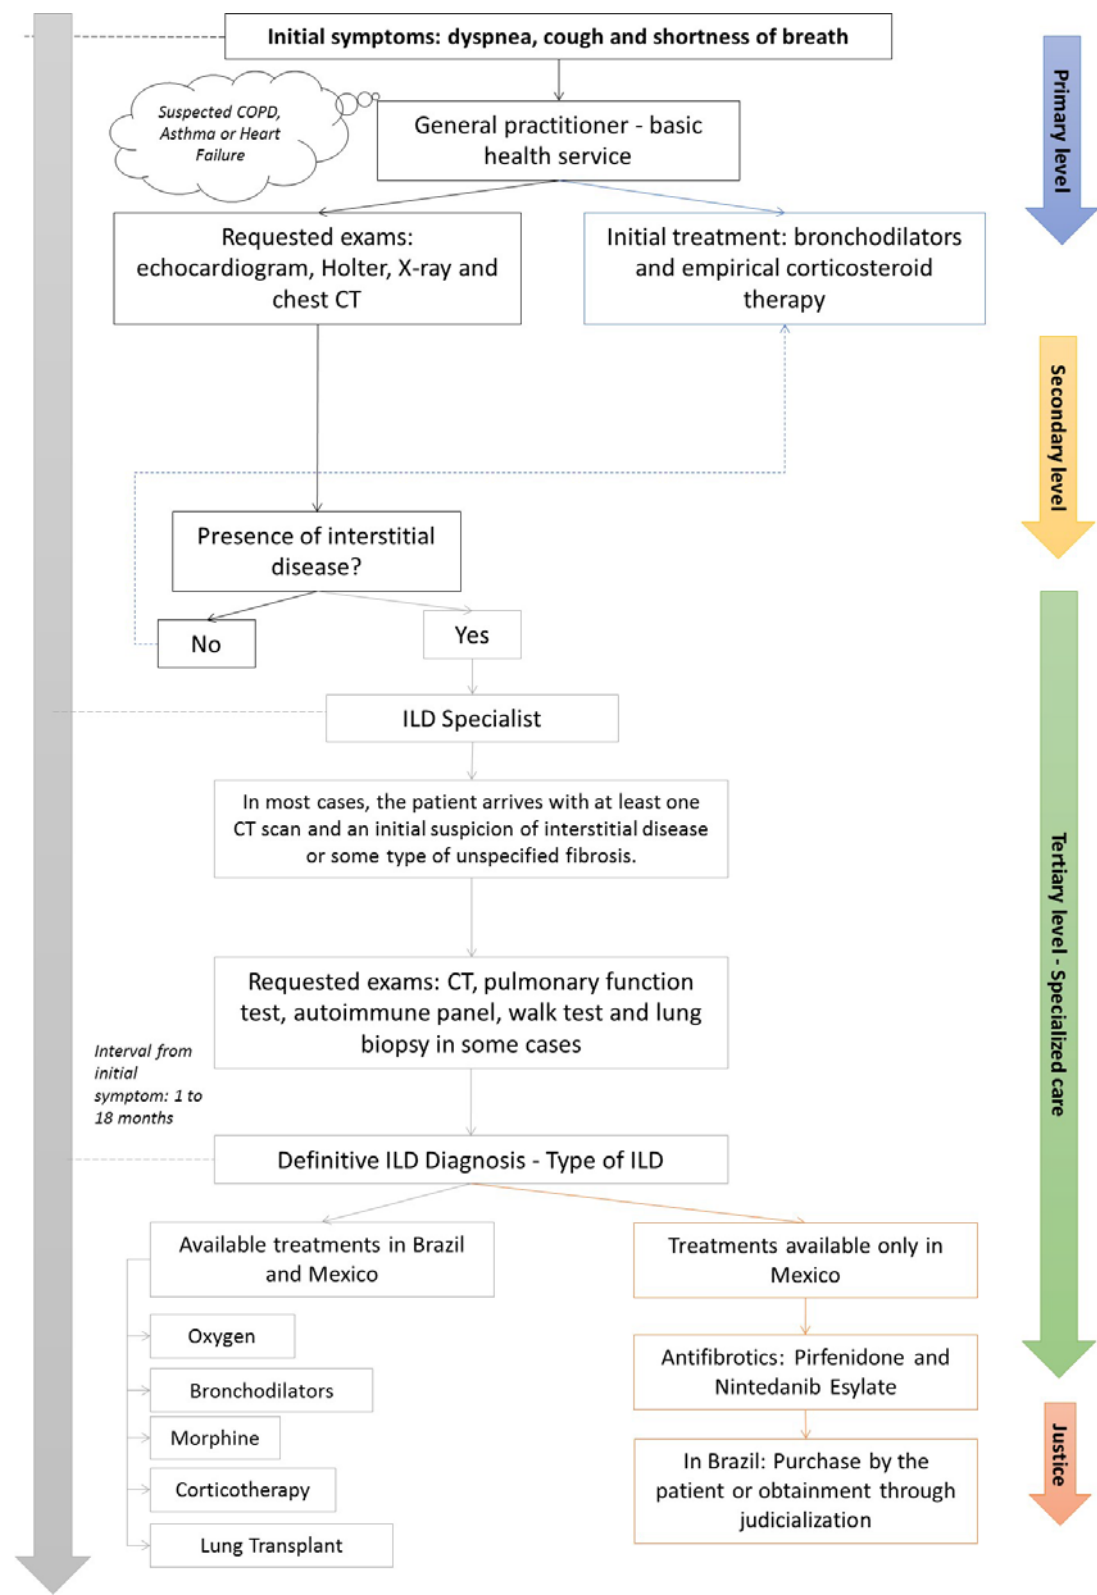 Initial symptoms: dyspnea, cough and shortness of breath
Suspected COPD,
Asthma or Heart
Failure
General practitioner - basic
health service
Primary level
Requested exams:
echocardiogram, Holter, X-ray and
chest CT
Initial treatment: bronchodilators
and empirical corticosteroid
therapy
Secondary level
Presence of interstitial
disease?
No
Yes
ILD Specialist
In most cases, the patient arrives with at least one
CT scan and an initial suspicion of interstitial disease
or some type of unspecified fibrosis.
Tertiary level - Specialized care
Requested exams: CT, pulmonary function
test, autoimmune panel, walk test and lung
biopsy in some cases
Interval from
initial
symptom: 1 to
18 months
Definitive ILD Diagnosis - Type of ILD
Available treatments in Brazil
and Mexico
Treatments available only in
Mexico
Oxygen
Bronchodilators
Morphine
Corticotherapy
Lung Transplant
Antifibrotics: Pirfenidone and
Nintedanib Esylate
In Brazil: Purchase by the
patient or obtainment through
judicialization
Justice